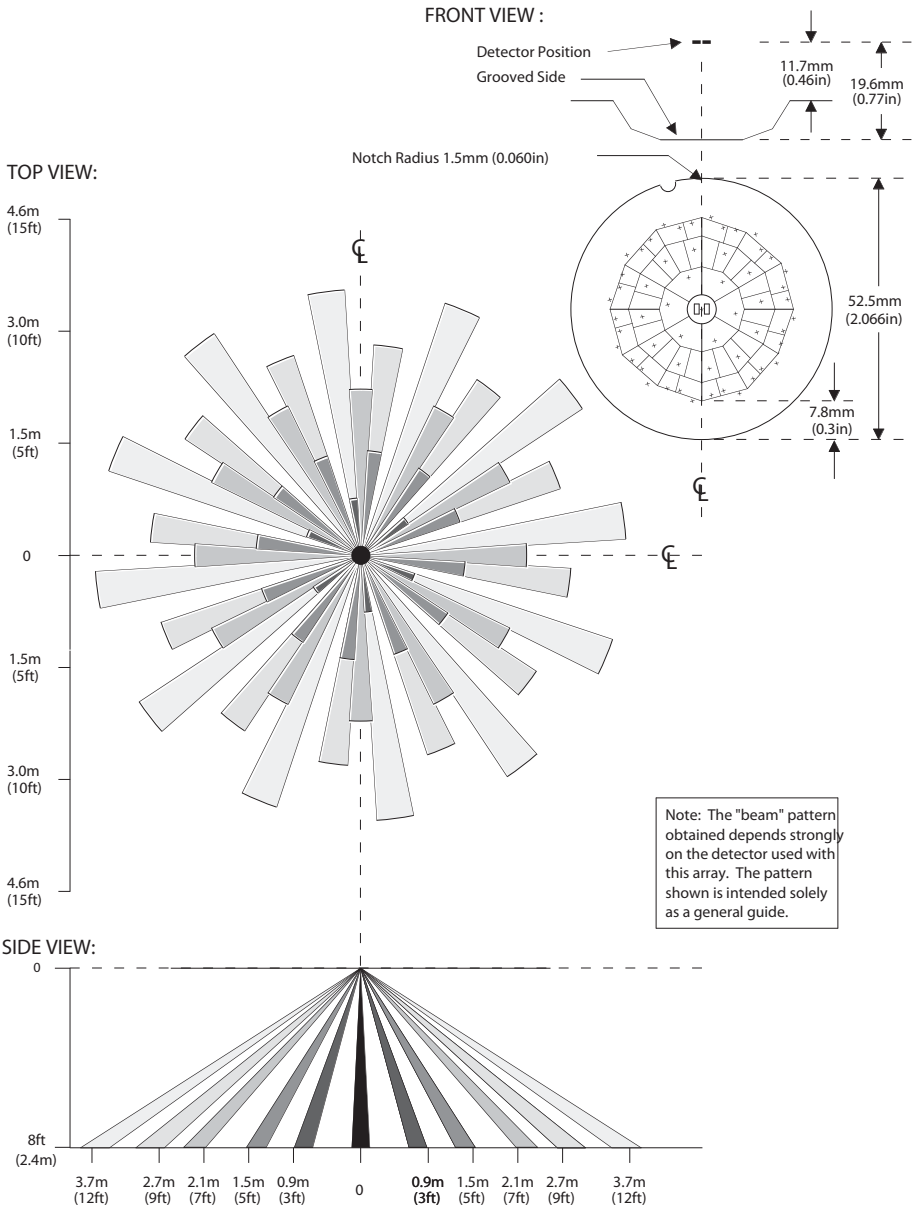 FRONT VIEW :
Detector Position
Grooved Side
11.7mm
(0.46in)
19.6mm
(0.77in)
Notch Radius 1.5mm (0.060in)
52.5mm
(2.066in)
7.8mm
(0.3in)
℄
TOP VIEW:
4.6m
(15ft)
3.0m
(10ft)
1.5m
(5ft)
0
1.5m
(5ft)
3.0m
(10ft)
4.6m
(15ft)
℄
℄
Note: The "beam" pattern
obtained depends strongly
on the detector used with
this array. The pattern
shown is intended solely
as a general guide.
SIDE VIEW:
0
8ft
(2.4m)
3.7m
(12ft)
2.7m
(9ft)
2.1m
(7ft)
1.5m
(5ft)
0.9m
(3ft)
0
0.9m
(3ft)
1.5m
(5ft)
2.1m
(7ft)
2.7m
(9ft)
3.7m
(12ft)